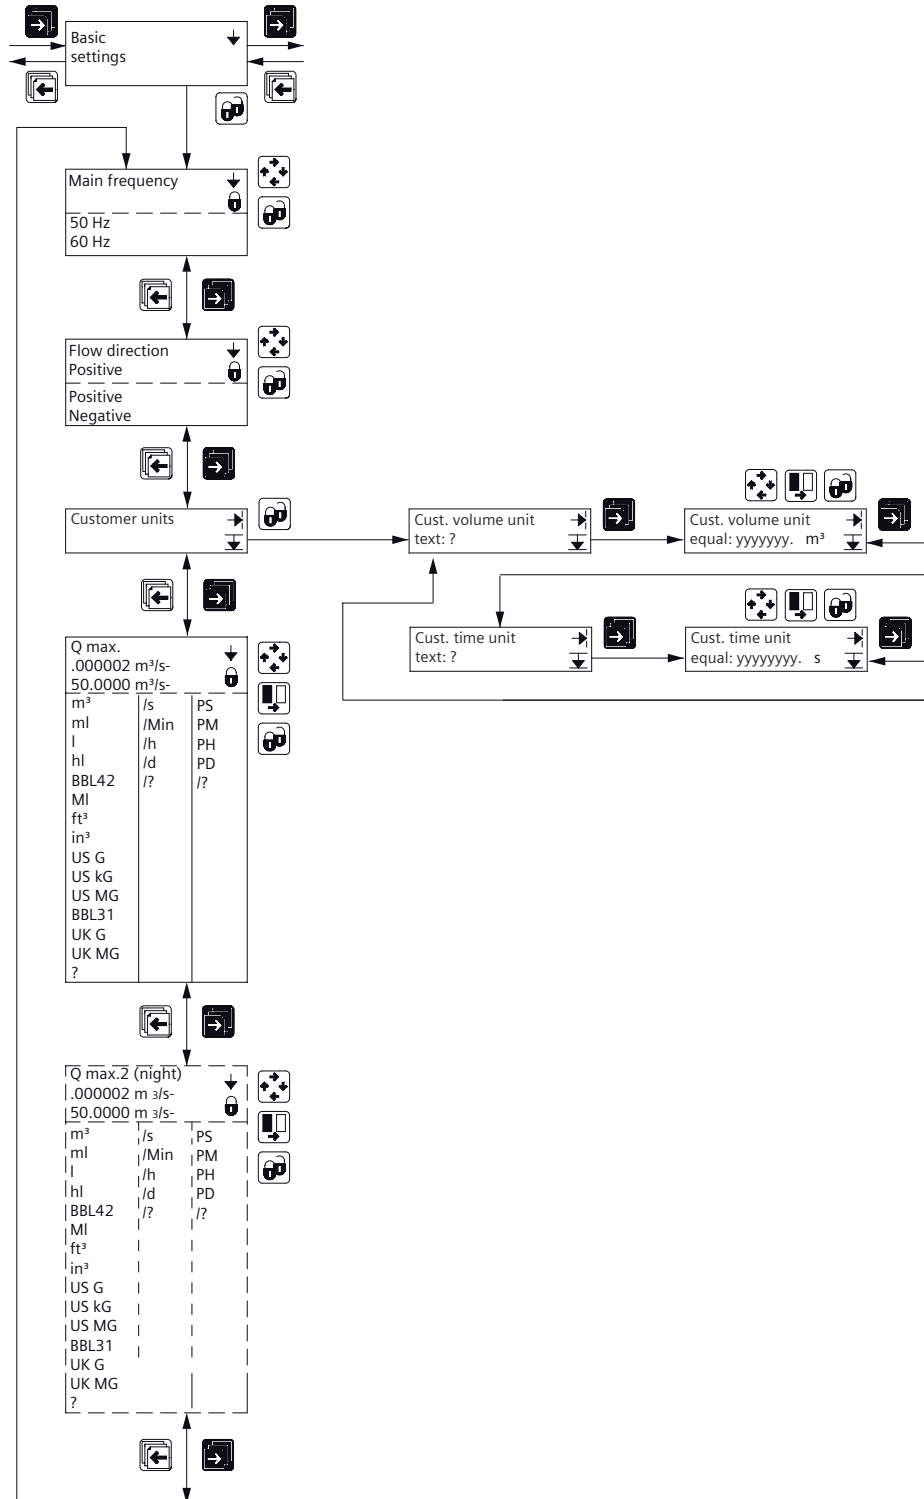 Basic
settings
Main frequency
50 Hz
60 Hz
Flow direction
Positive
Positive
Negative
Customer units
Cust. volume unit
text: ?
Cust. volume unit
equal: yyyyyyy. m³
Cust. time unit
text: ?
Cust. time unit
equal: yyyyyyyy. s
Q max.
.000002 m³/s-
50.0000 m³/s-
m³ /s PS
ml /Min PM
l /h PH
hl /d PD
BBL42 /? /?
Ml
ft³
in³
US G
US kG
US MG
BBL31
UK G
UK MG
?
Q max.2 (night)
.000002 m 3/s-
50.0000 m 3/s-
m³ /s PS
ml /Min PM
l /h PH
hl /d PD
BBL42 /? /?
Ml
ft³
in³
US G
US kG
US MG
BBL31
UK G
UK MG
?